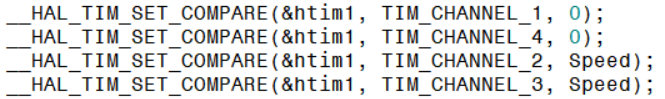 __HAL_TIM_SET_COMPARE(&htim1, TIM_CHANNEL_1, 0);
__HAL_TIM_SET_COMPARE(&htim1, TIM_CHANNEL_4, 0);
__HAL_TIM_SET_COMPARE(&htim1, TIM_CHANNEL_2, Speed);
__HAL_TIM_SET_COMPARE(&htim1, TIM_CHANNEL_3, Speed);